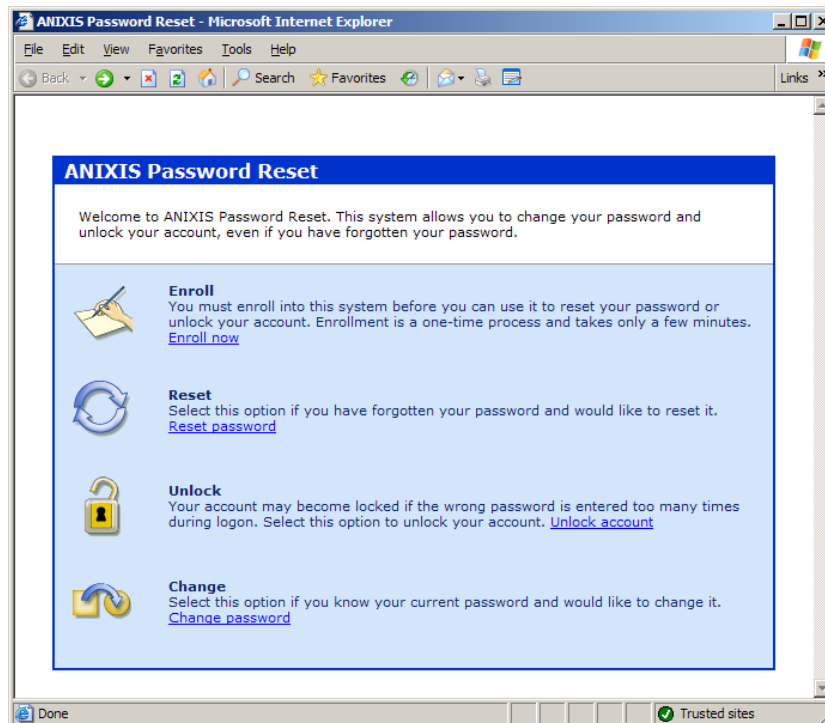 ANIXIS Password Reset - Microsoft Internet Explorer
File Edit View Favorites Tools Help
Back Search Favorites Links »
ANIXIS Password Reset
Welcome to ANIXIS Password Reset. This system allows you to change your password and
unlock your account, even if you have forgotten your password.
Enroll
You must enroll into this system before you can use it to reset your password or
unlock your account. Enrollment is a one-time process and takes only a few minutes.
Enroll now
Reset
Select this option if you have forgotten your password and would like to reset it.
Reset password
Unlock
Your account may become locked if the wrong password is entered too many times
during logon. Select this option to unlock your account. Unlock account
Change
Select this option if you know your current password and would like to change it.
Change password
Done Trusted sites